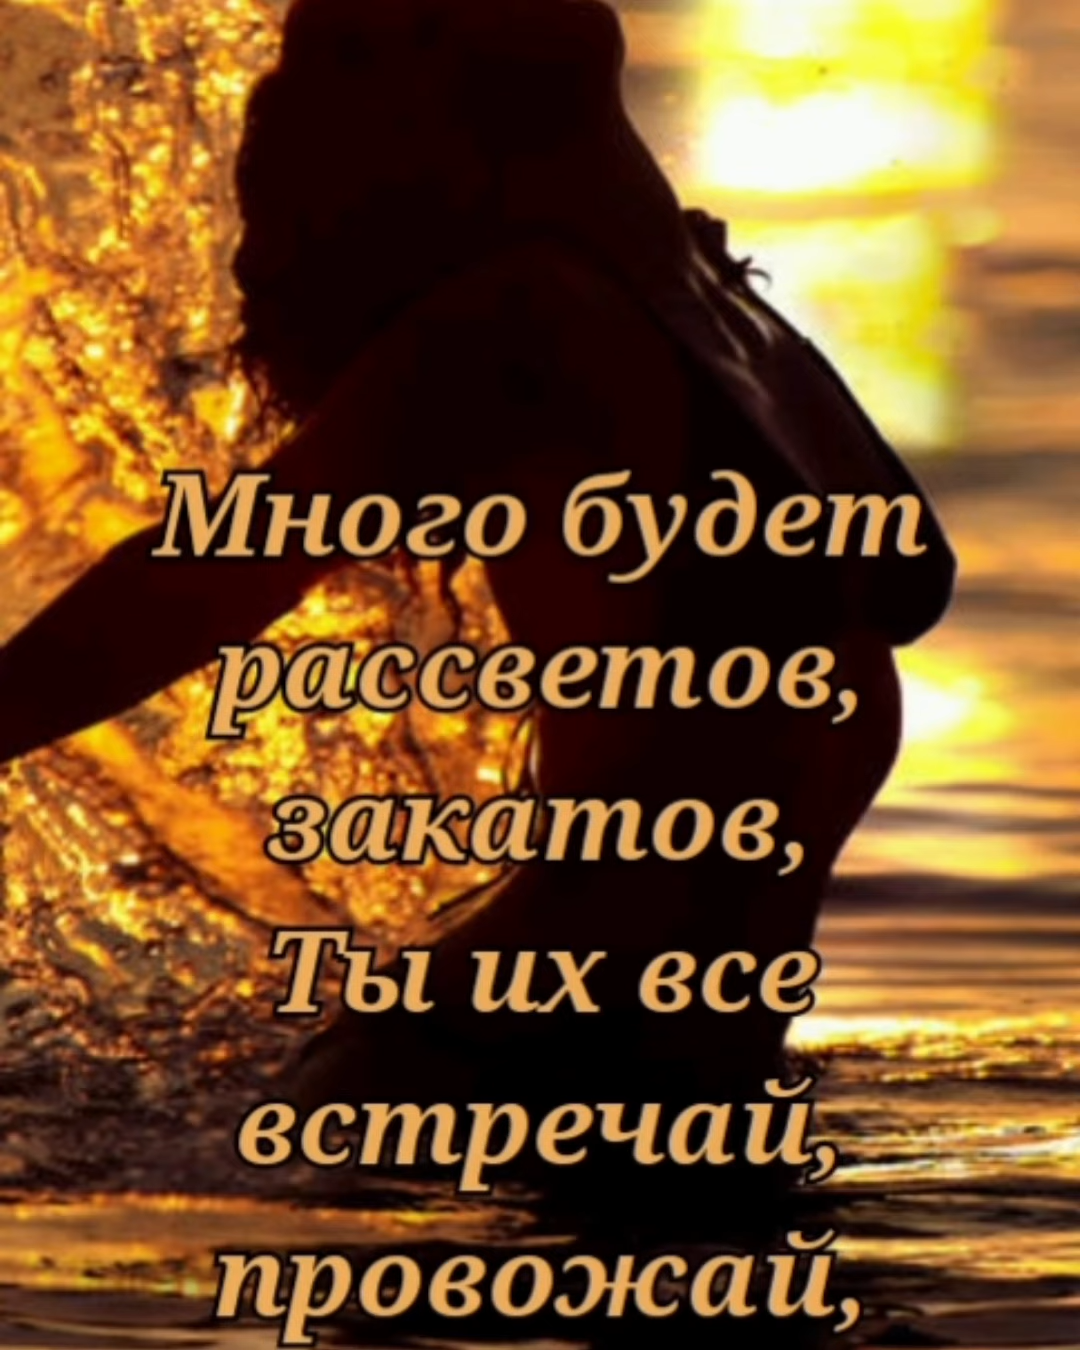 Много будет
рассветов,
закатов,
Ты их все
встречай,
провожай,